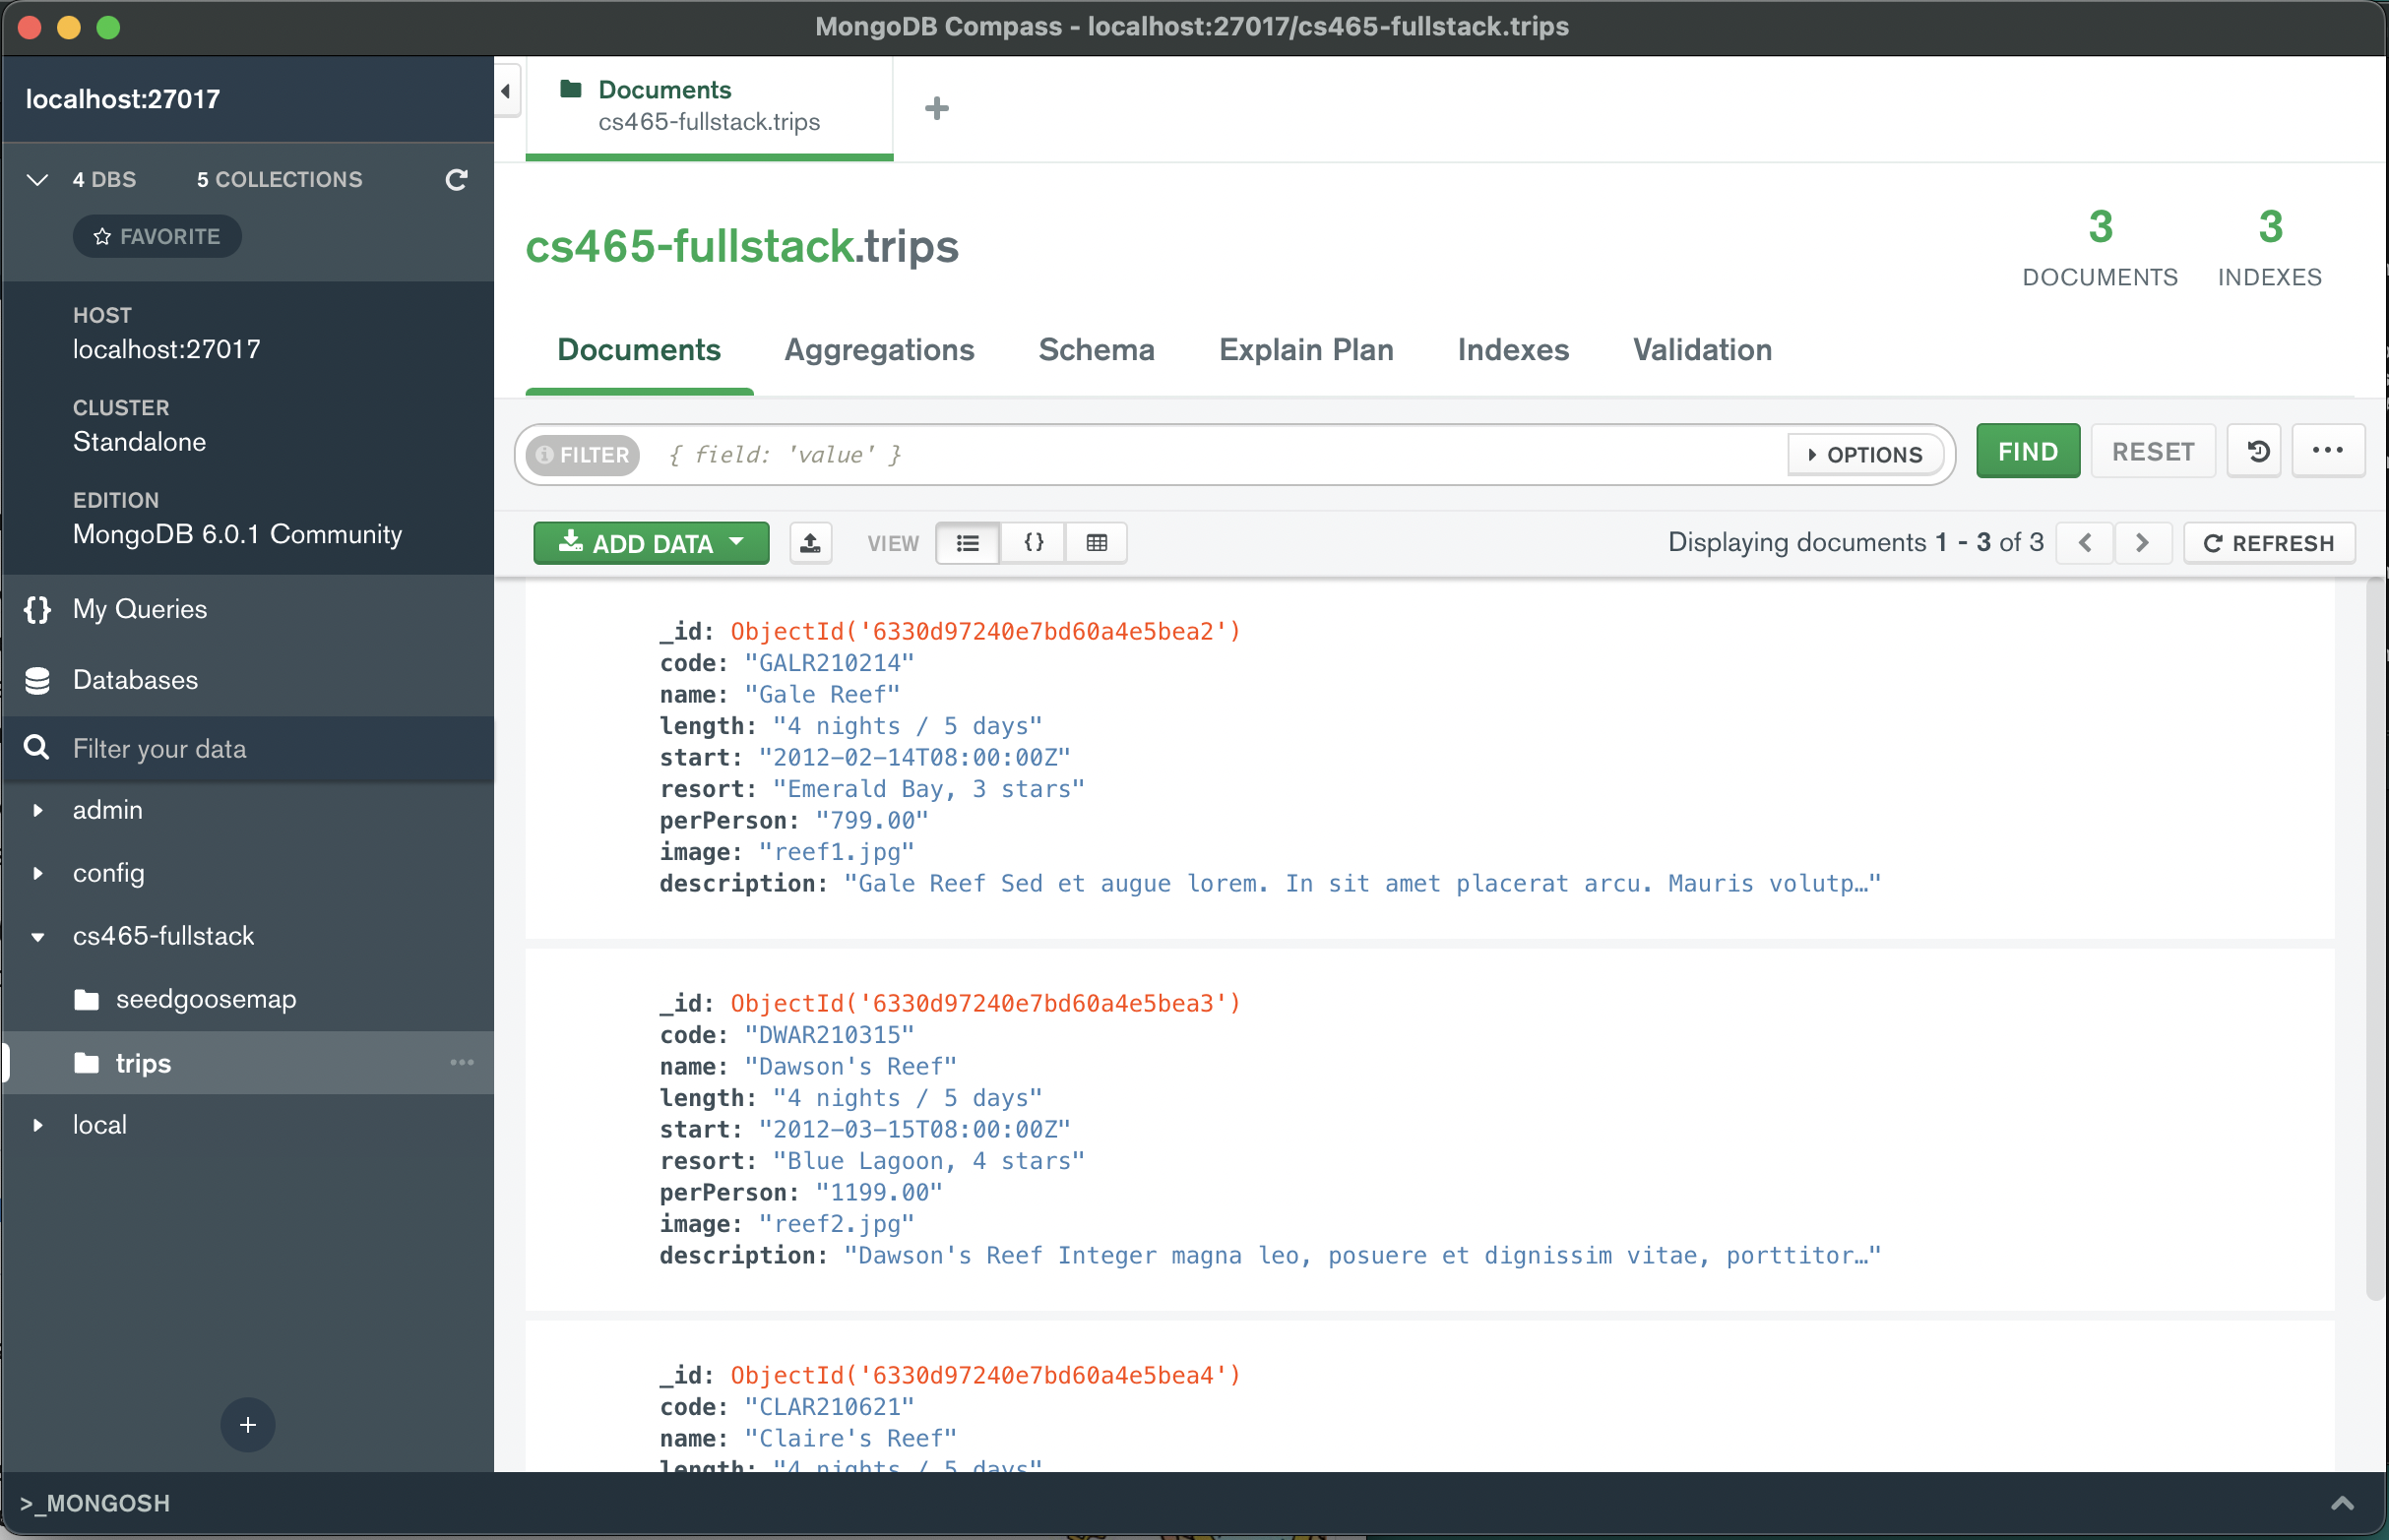 MongoDB Compass - localhost:27017/cs465-fullstack.trips
localhost:27017
4 DBS 5 COLLECTIONS
FAVORITE
HOST
localhost:27017
CLUSTER
Standalone
EDITION
MongoDB 6.0.1 Community
My Queries
Databases
Filter your data
admin
config
cs465-fullstack
seedgoosemap
trips
local
Documents
cs465-fullstack.trips
cs465-fullstack.trips
3 DOCUMENTS
3 INDEXES
Documents Aggregations Schema Explain Plan Indexes Validation
FILTER { field: 'value' } OPTIONS FIND RESET
ADD DATA VIEW {} Displaying documents 1 - 3 of 3 REFRESH
_id: ObjectId('6330d97240e7bd60a4e5bea2')
code: "GALR210214"
name: "Gale Reef"
length: "4 nights / 5 days"
start: "2012-02-14T08:00:00Z"
resort: "Emerald Bay, 3 stars"
perPerson: "799.00"
image: "reef1.jpg"
description: "Gale Reef Sed et augue lorem. In sit amet placerat arcu. Mauris volutp…"
_id: ObjectId('6330d97240e7bd60a4e5bea3')
code: "DWAR210315"
name: "Dawson's Reef"
length: "4 nights / 5 days"
start: "2012-03-15T08:00:00Z"
resort: "Blue Lagoon, 4 stars"
perPerson: "1199.00"
image: "reef2.jpg"
description: "Dawson's Reef Integer magna leo, posuere et dignissim vitae, porttitor…"
_id: ObjectId('6330d97240e7bd60a4e5bea4')
code: "CLAR210621"
name: "Claire's Reef"
length: "4 nights / 5 days"
>_MONGOSH